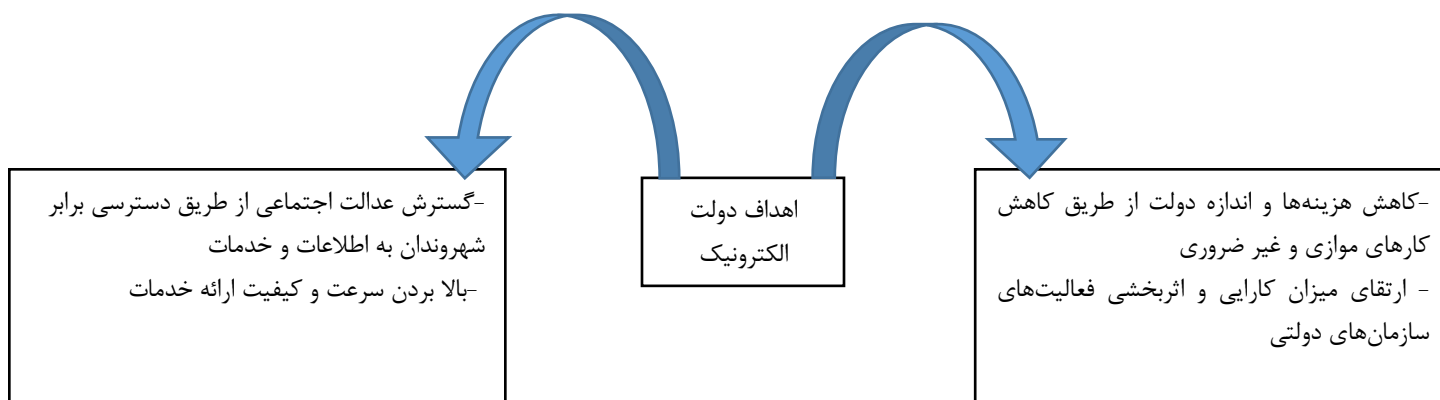 اهداف دولت
الکترونیک
-کاهش هزینه‌ها و اندازه دولت از طریق کاهش
کارهای موازی و غیر ضروری
- ارتقای میزان کارایی و اثربخشی فعالیت‌های
سازمان‌های دولتی
-گسترش عدالت اجتماعی از طریق دسترسی برابر
شهروندان به اطلاعات و خدمات
-بالا بردن سرعت و کیفیت ارائه خدمات